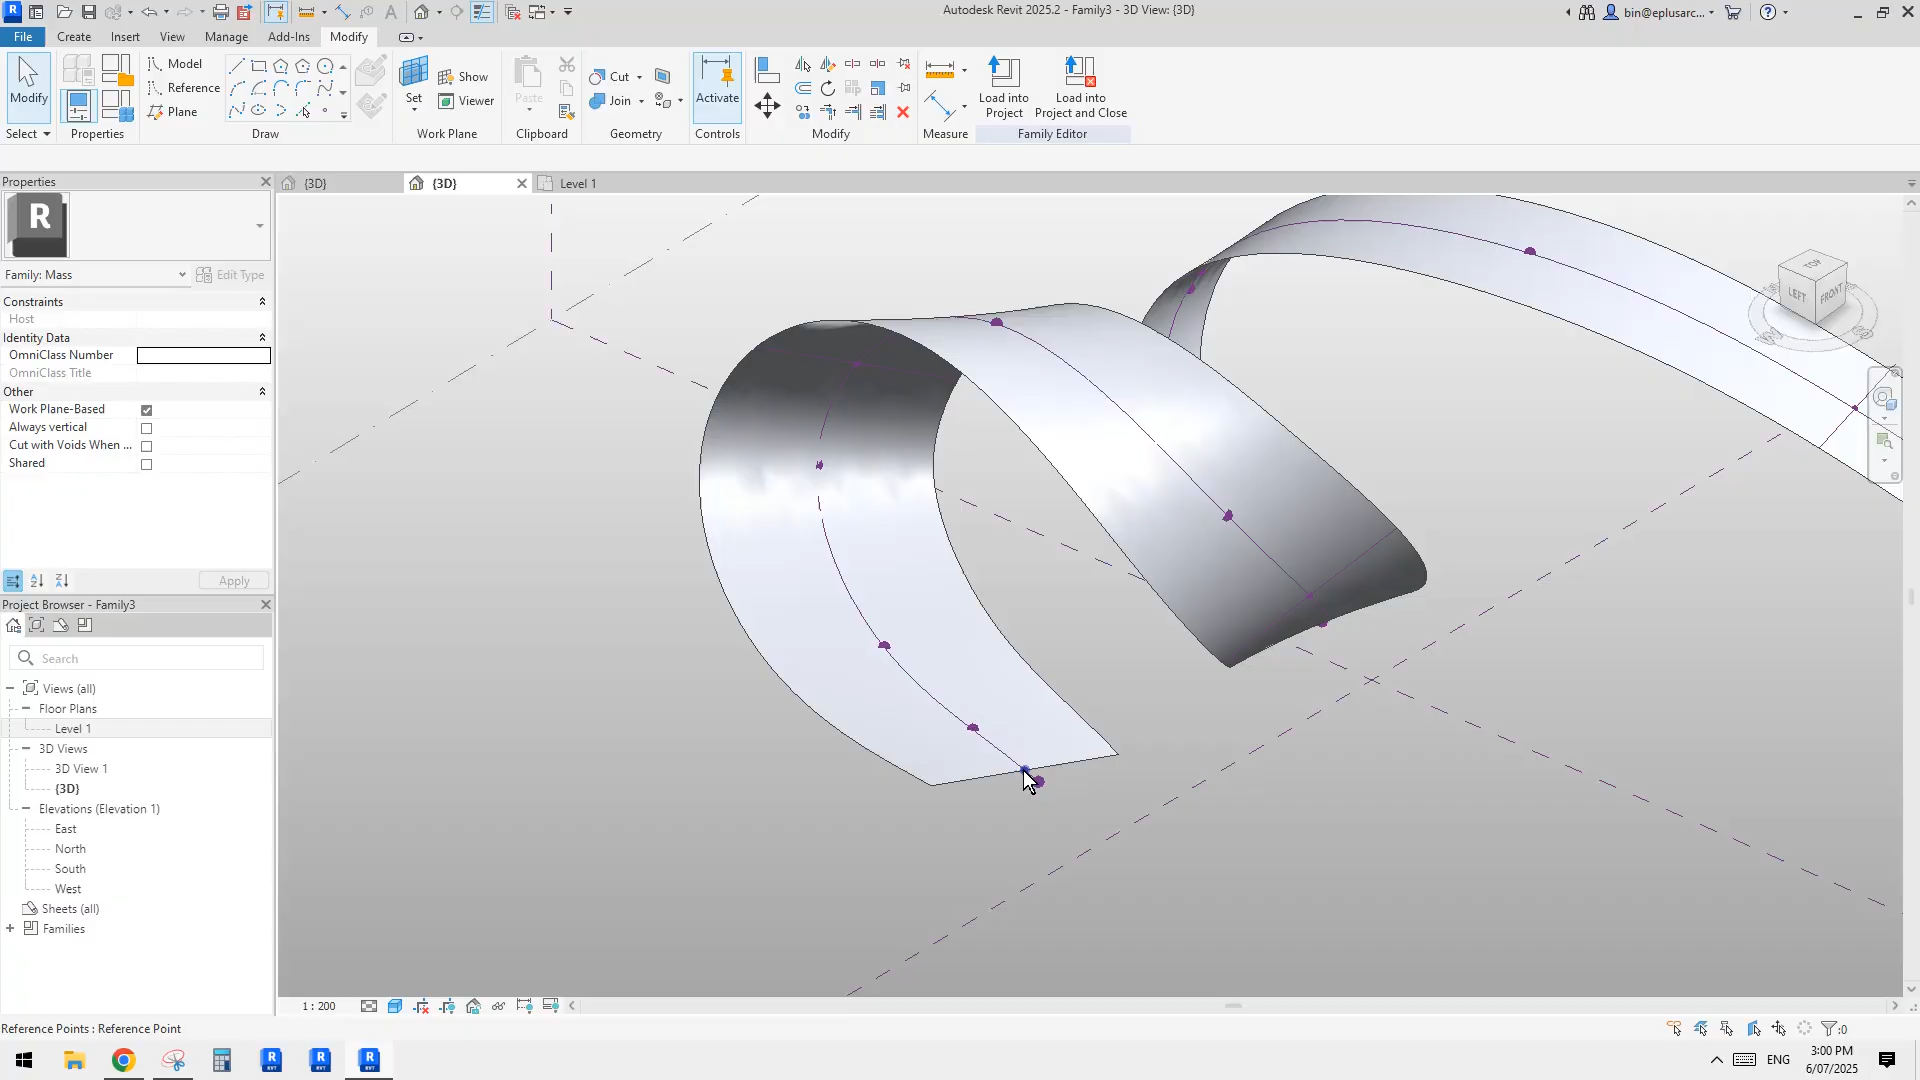 Autodesk Revit 2025.2 - Family3 - 3D View: {3D}
bin@eplusarc...
File
Create
Insert
View
Manage
Add-Ins
Modify
Modify
Model
Reference
Plane
Set
Show
Viewer
Paste
Cut
Join
Activate
Load into
Project
Load into
Project and Close
Select
Properties
Draw
Work Plane
Clipboard
Geometry
Controls
Modify
Measure
Family Editor
Properties
{3D}
{3D}
Level 1
R
Family: Mass
Edit Type
Constraints
Host
Identity Data
OmniClass Number
OmniClass Title
Other
Work Plane-Based
Always vertical
Cut with Voids When ...
Shared
Apply
TOP
LEFT
FRONT
Project Browser - Family3
Search
Views (all)
Floor Plans
Level 1
3D Views
3D View 1
{3D}
Elevations (Elevation 1)
East
North
South
West
Sheets (all)
Families
1 : 200
Reference Points : Reference Point
:0
ENG
3:00 PM
6/07/2025